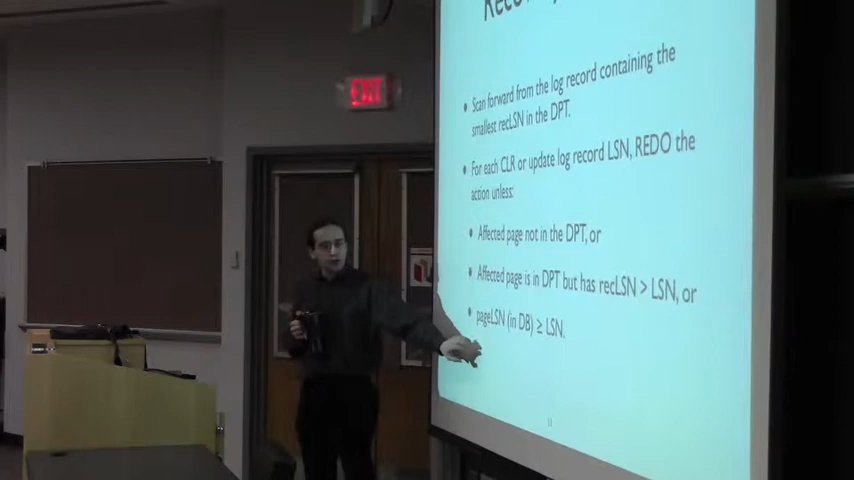 EXIT
• Scan forward from the log record containing the
smallest recLSN in the DPT.
• For each CLR or update log record LSN, REDO the
action unless:
• Affected page not in the DPT, or
• Affected page is in DPT but has recLSN > LSN, or
• pageLSN (in DB) ≥ LSN.